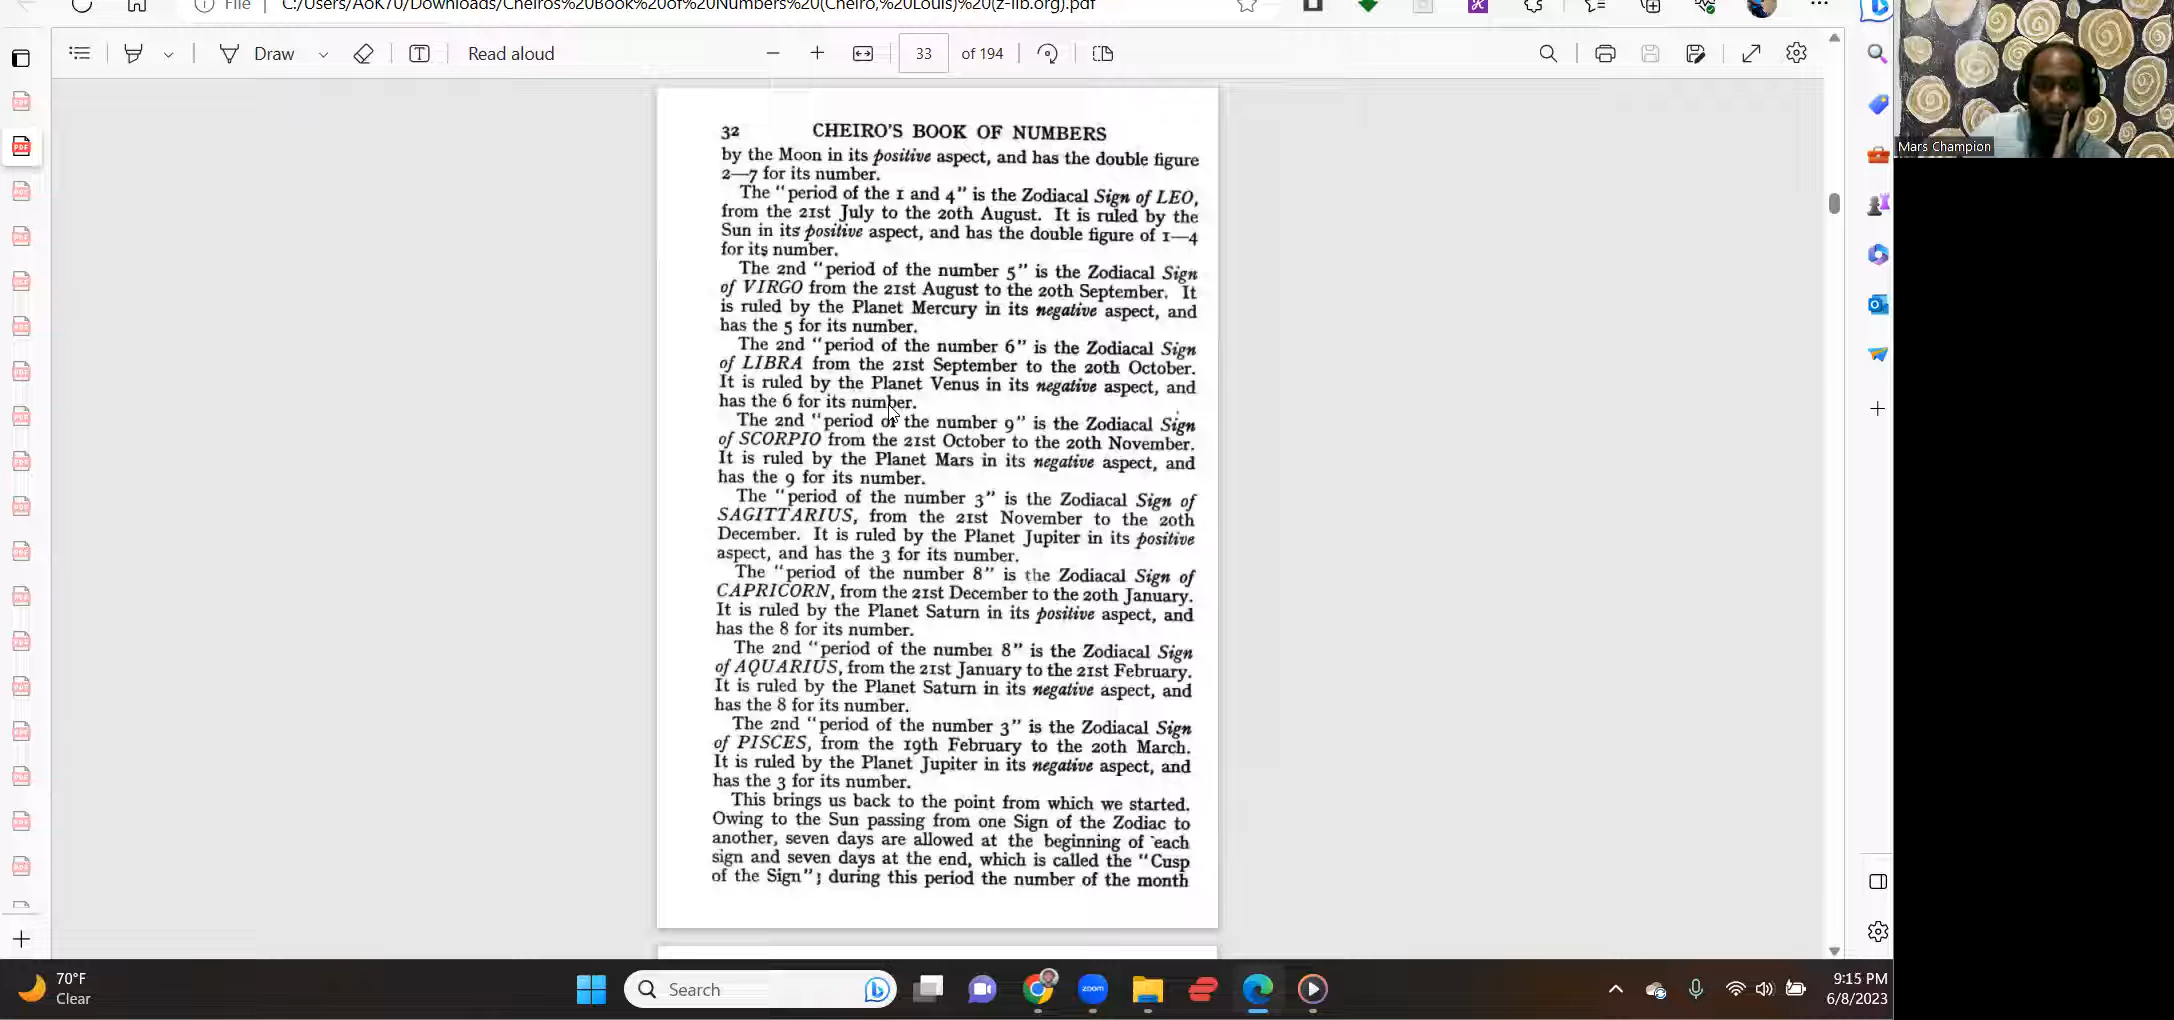 File
C:/Users/AoK70/Downloads/Cheiros%20Book%20of%20Numbers%20(Cheiro,%20Louis)%20(z-lib.org).pdf
Draw
Read aloud
33
of 194
Mars Champion
32 CHEIRO'S BOOK OF NUMBERS
by the Moon in its positive aspect, and has the double figure
2—7 for its number.
The "period of the 1 and 4" is the Zodiacal Sign of LEO,
from the 21st July to the 20th August. It is ruled by the
Sun in its positive aspect, and has the double figure of 1—4
for its number.
The 2nd "period of the number 5" is the Zodiacal Sign
of VIRGO from the 21st August to the 20th September. It
is ruled by the Planet Mercury in its negative aspect, and
has the 5 for its number.
The 2nd "period of the number 6" is the Zodiacal Sign
of LIBRA from the 21st September to the 20th October.
It is ruled by the Planet Venus in its negative aspect, and
has the 6 for its number.
The 2nd "period of the number 9" is the Zodiacal Sign
of SCORPIO from the 21st October to the 20th November.
It is ruled by the Planet Mars in its negative aspect, and
has the 9 for its number.
The "period of the number 3" is the Zodiacal Sign of
SAGITTARIUS, from the 21st November to the 20th
December. It is ruled by the Planet Jupiter in its positive
aspect, and has the 3 for its number.
The "period of the number 8" is the Zodiacal Sign of
CAPRICORN, from the 21st December to the 20th January.
It is ruled by the Planet Saturn in its positive aspect, and
has the 8 for its number.
The 2nd "period of the number 8" is the Zodiacal Sign
of AQUARIUS, from the 21st January to the 21st February.
It is ruled by the Planet Saturn in its negative aspect, and
has the 8 for its number.
The 2nd "period of the number 3" is the Zodiacal Sign
of PISCES, from the 19th February to the 20th March.
It is ruled by the Planet Jupiter in its negative aspect, and
has the 3 for its number.
This brings us back to the point from which we started.
Owing to the Sun passing from one Sign of the Zodiac to
another, seven days are allowed at the beginning of each
sign and seven days at the end, which is called the "Cusp
of the Sign"; during this period the number of the month
70°F
Clear
Search
zoom
9:15 PM
6/8/2023